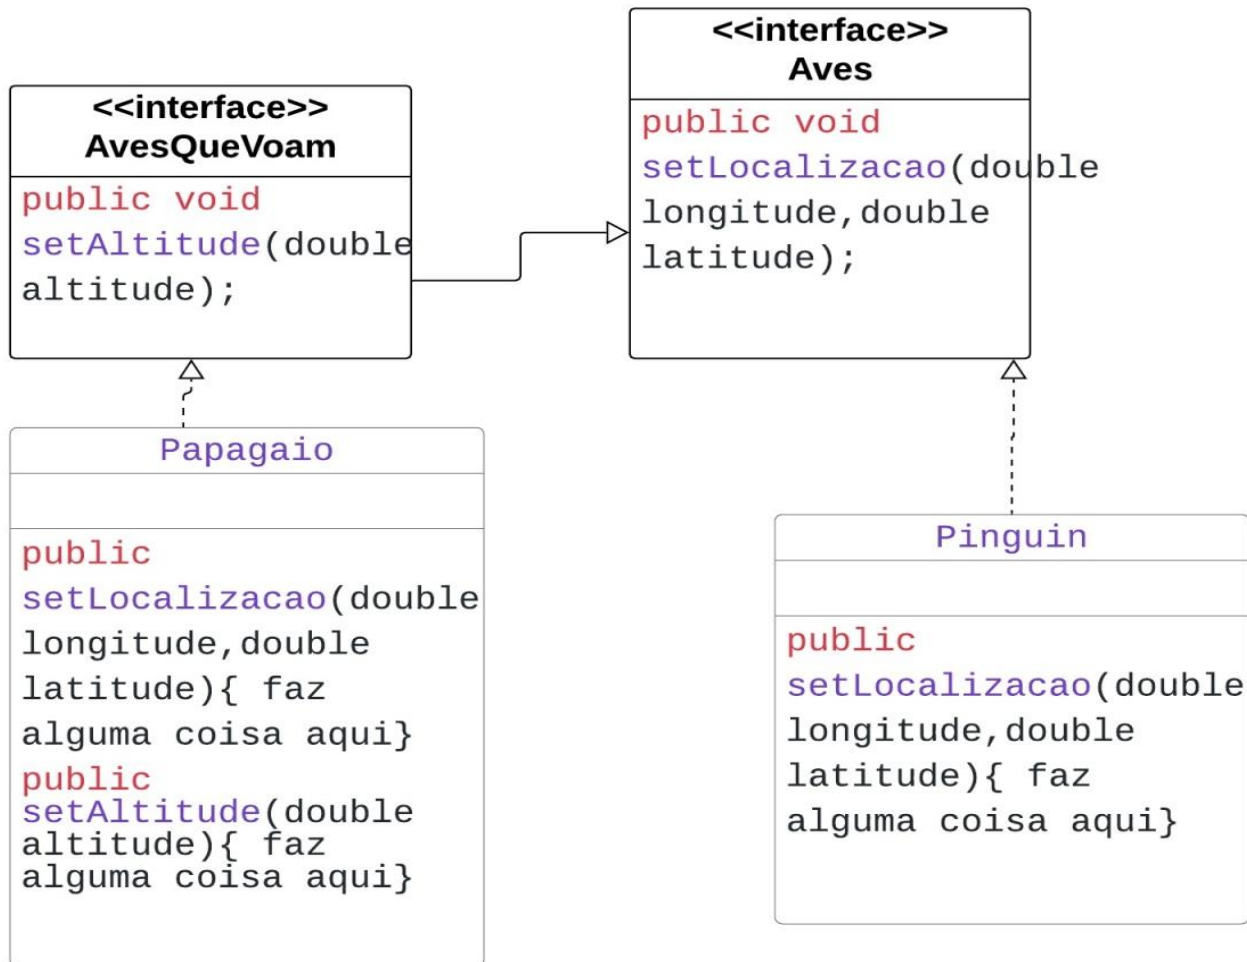 <<interface>>
AvesQueVoam
public void
setAltitude(double
altitude);
<<interface>>
Aves
public void
setLocalizacao(double
longitude,double
latitude);
Papagaio
public
setLocalizacao(double
longitude,double
latitude){ faz
alguma coisa aqui}
public
setAltitude(double
altitude){ faz
alguma coisa aqui}
Pinguin
public
setLocalizacao(double
longitude,double
latitude){ faz
alguma coisa aqui}